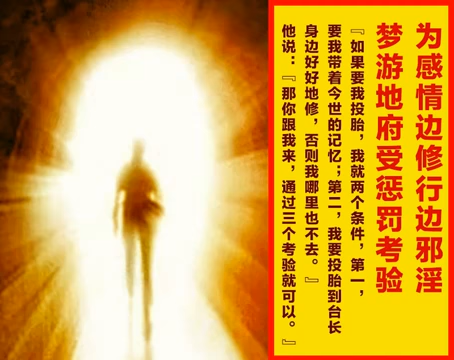 为感情边修行边邪淫
梦游地府受惩罚考验
『如果要我投胎，我就两个条件，第一，
要我带着今世的记忆；第二，我要投胎到台长
身边好好地修，否则我哪里也不去。』
他说：『那你跟我来，通过三个考验就可以。』